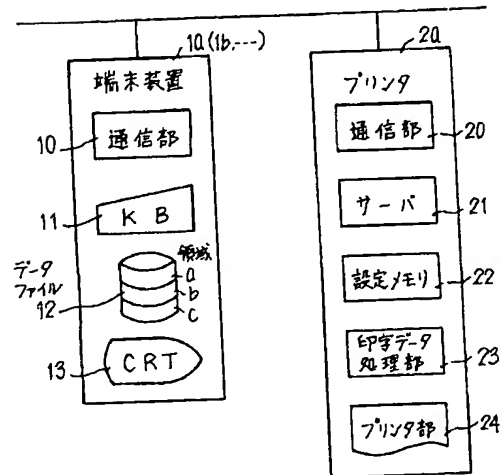 1a(1b,----)
端末装置
10
通信部
11
KB
データ
ファイル
12
領域
a
b
c
13
CRT
2a
プリンタ
通信部
20
サーバ
21
設定メモリ
22
印字データ
処理部
23
プリンタ部
24